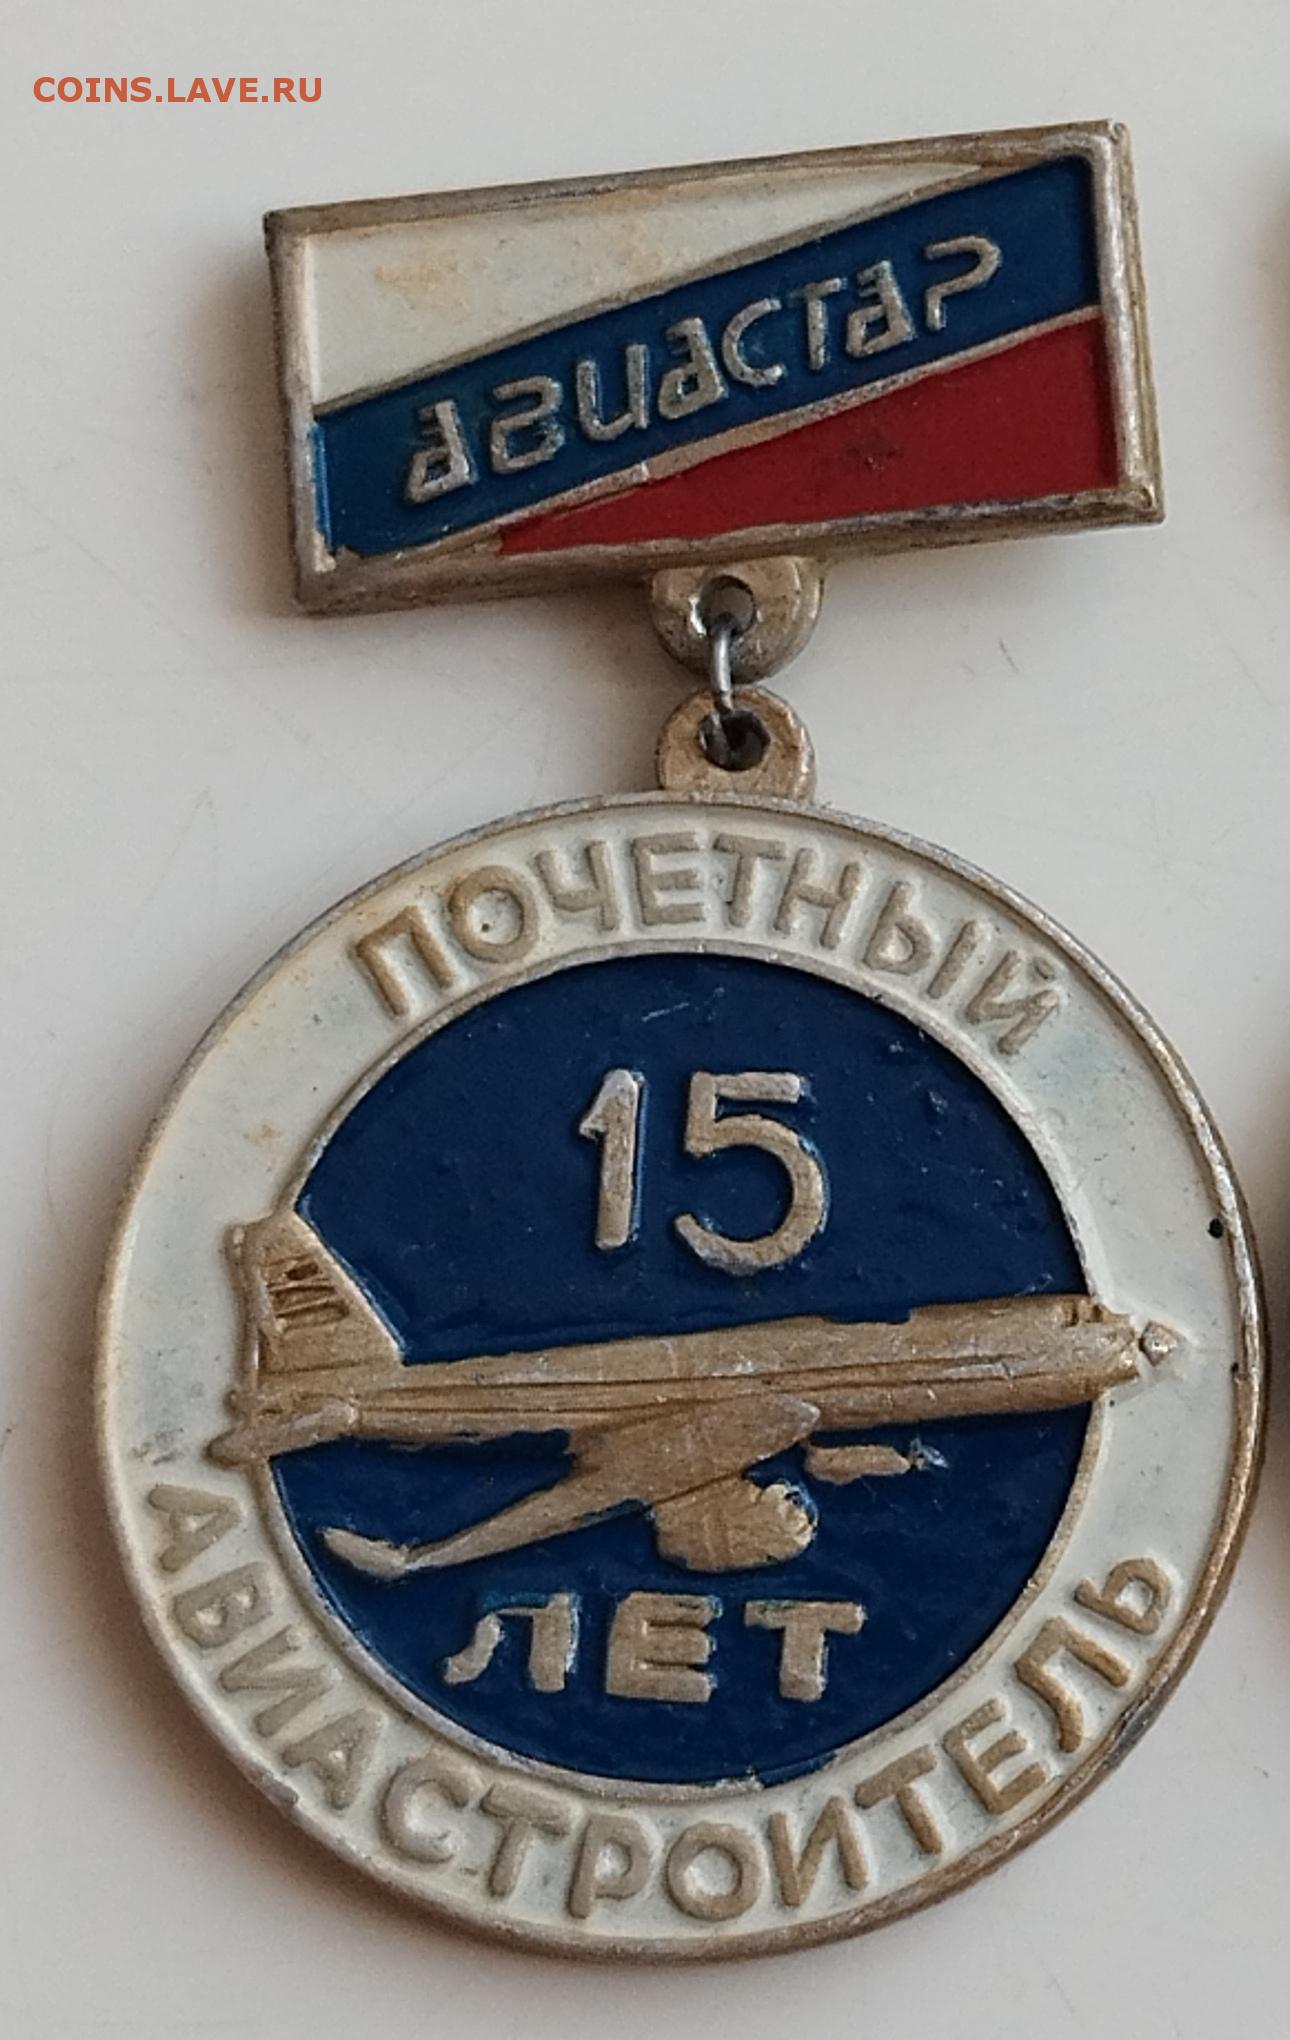 COINS.LAVE.RU
авиастар
ПОЧЕТНЫЙ
15
ЛЕТ
АВИАСТРОИТЕЛЬ